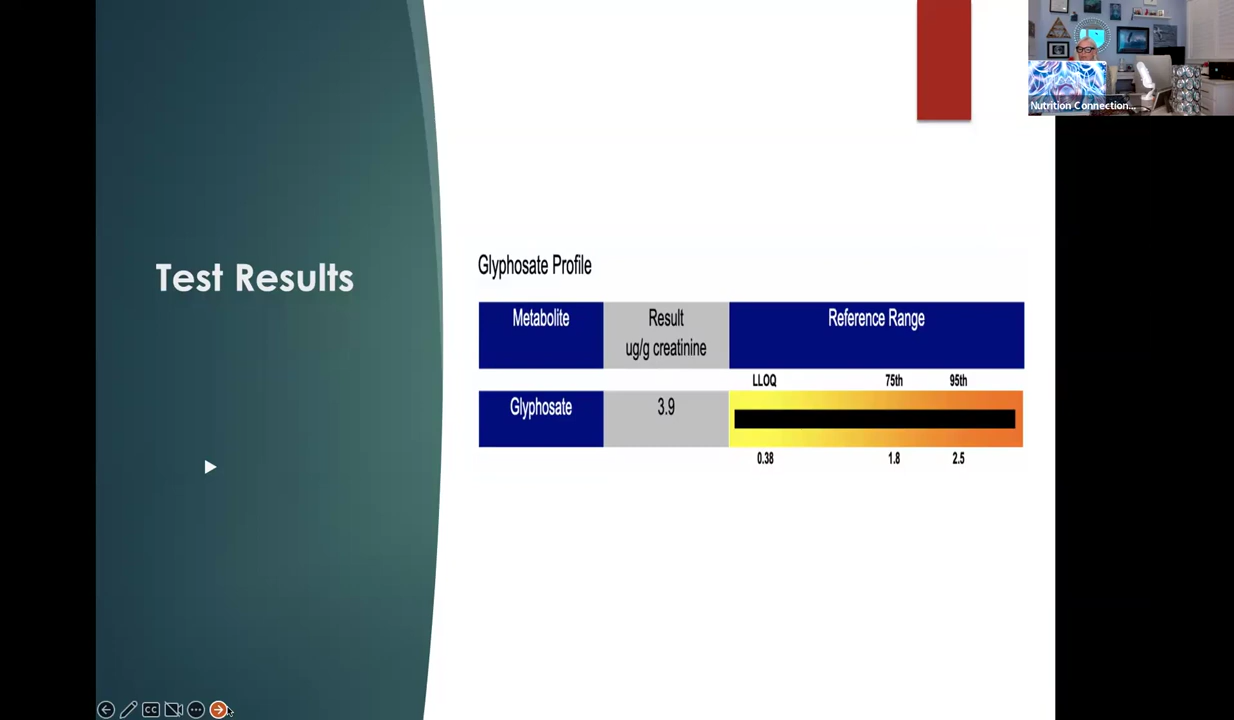 Nutrition Connection...
Test Results
Glyphosate Profile
Metabolite
Result
ug/g creatinine
Reference Range
LLOQ
75th
95th
Glyphosate
3.9
0.38
1.8
2.5
CC